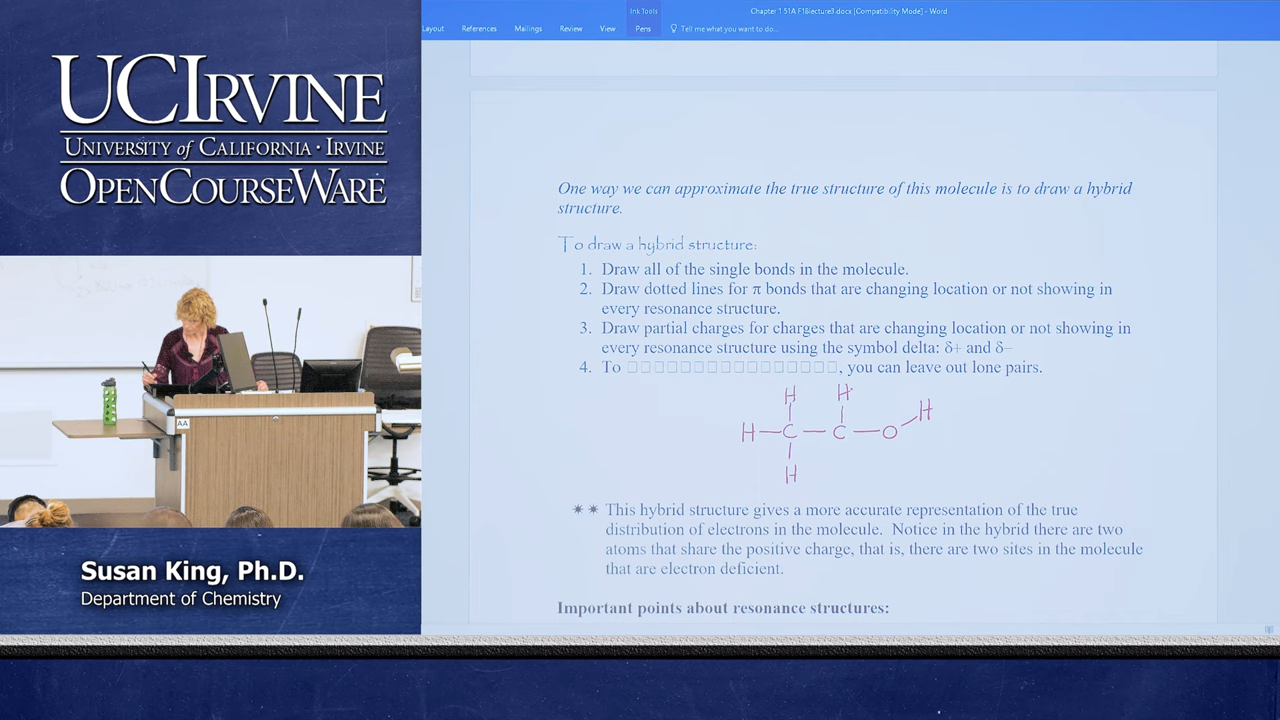 Ink Tools
Chapter 1 51A F18lecture3.docx [Compatibility Mode] - Word
Layout References Mailings Review View Pens Tell me what you want to do...
UCIRVINE
UNIVERSITY of CALIFORNIA · IRVINE
OPENCOURSEWARE
One way we can approximate the true structure of this molecule is to draw a hybrid
structure.
To draw a hybrid structure:
1. Draw all of the single bonds in the molecule.
2. Draw dotted lines for π bonds that are changing location or not showing in
every resonance structure.
3. Draw partial charges for charges that are changing location or not showing in
every resonance structure using the symbol delta: δ+ and δ−
4. To □□□□□□□□□□□□□□□□□□□, you can leave out lone pairs.
H H
H
H—C—C—O
H
AA
** This hybrid structure gives a more accurate representation of the true
distribution of electrons in the molecule. Notice in the hybrid there are two
atoms that share the positive charge, that is, there are two sites in the molecule
that are electron deficient.
Important points about resonance structures:
Susan King, Ph.D.
Department of Chemistry